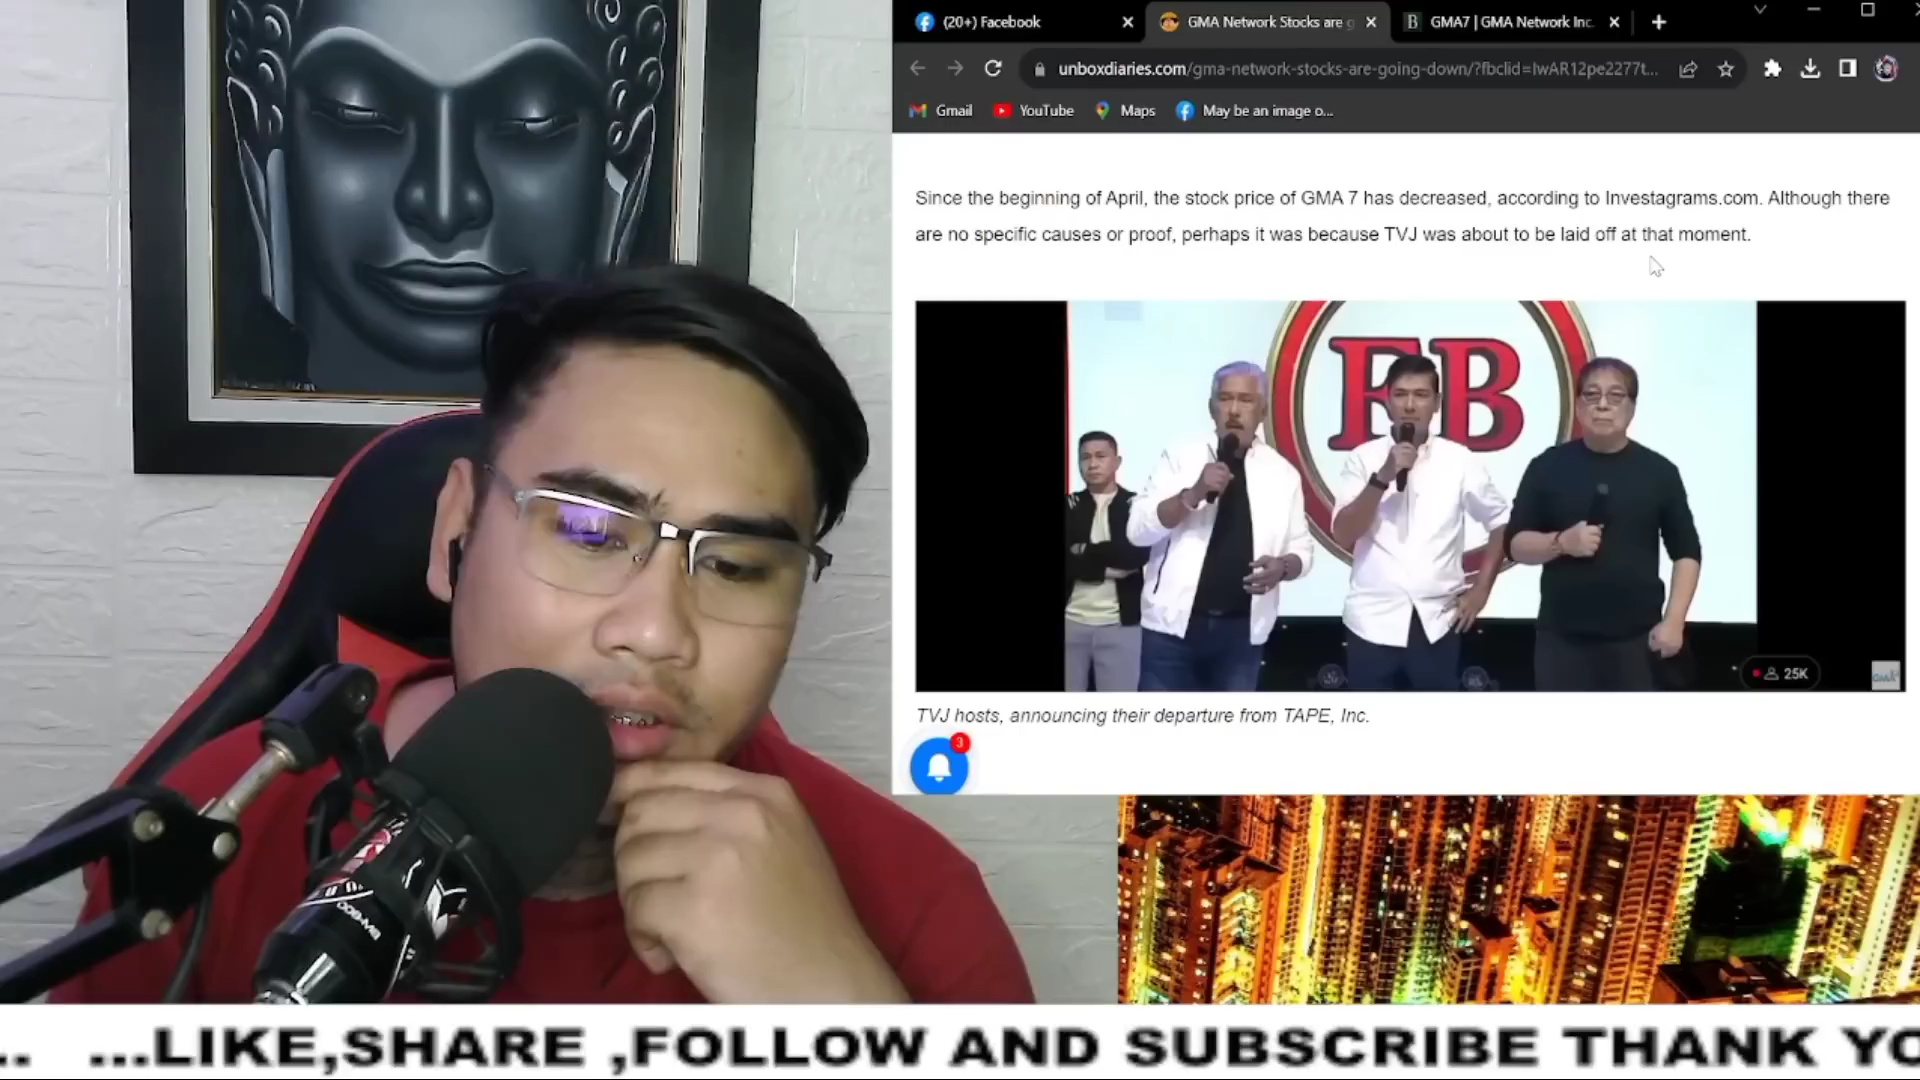 (20+) Facebook
GMA Network Stocks are g
GMA7 | GMA Network Inc.
unboxdiaries.com/gma-network-stocks-are-going-down/?fbclid=IwAR12pe2277t...
Gmail
YouTube
Maps
May be an image o...
Since the beginning of April, the stock price of GMA 7 has decreased, according to Investagrams.com. Although there
are no specific causes or proof, perhaps it was because TVJ was about to be laid off at that moment.
EB
25K
TVJ hosts, announcing their departure from TAPE, Inc.
3
BM-800
.. ...LIKE,SHARE ,FOLLOW AND SUBSCRIBE THANK YO